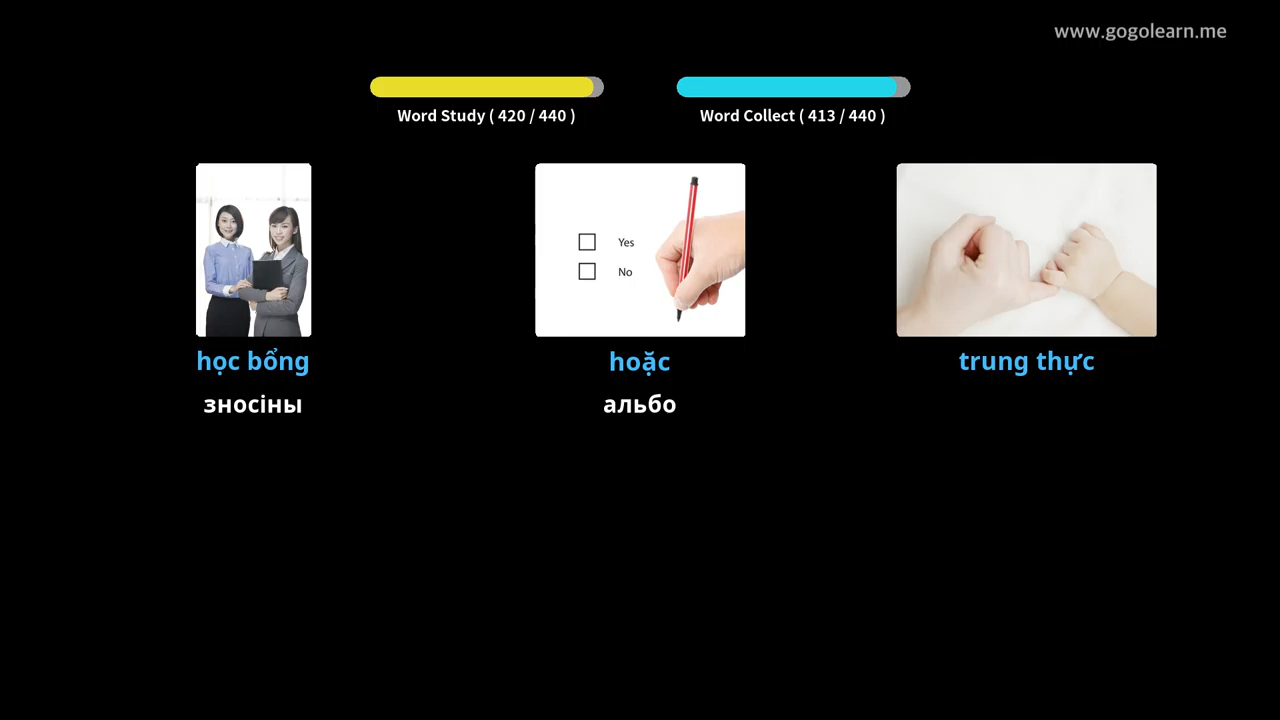 www.gogolearn.me
Word Study ( 420 / 440 )
Word Collect ( 413 / 440 )
Yes
No
học bổng
hoặc
trung thực
зносіны
альбо